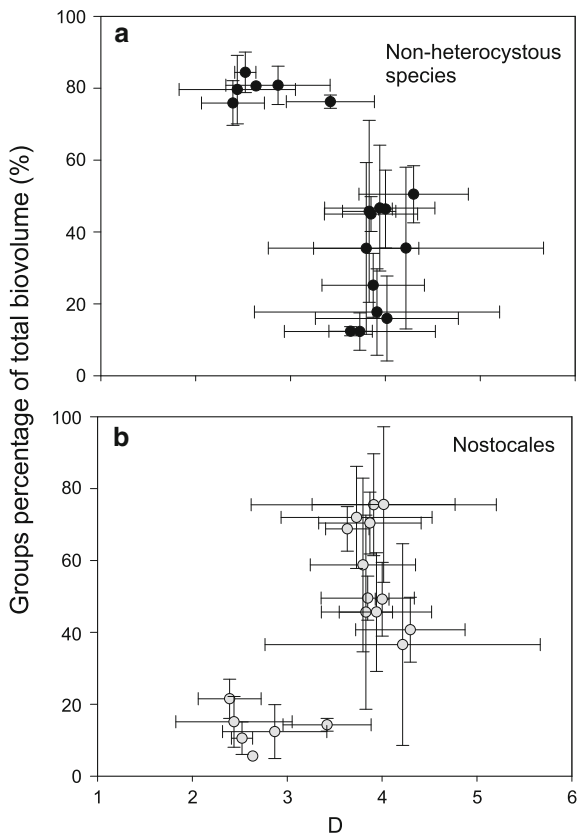 100
a
Non-heterocystous
species
80
60
40
20
0
Groups percentage of total biovolume (%)
100
b
Nostocales
80
60
40
20
0
1 2 3 4 5 6
D